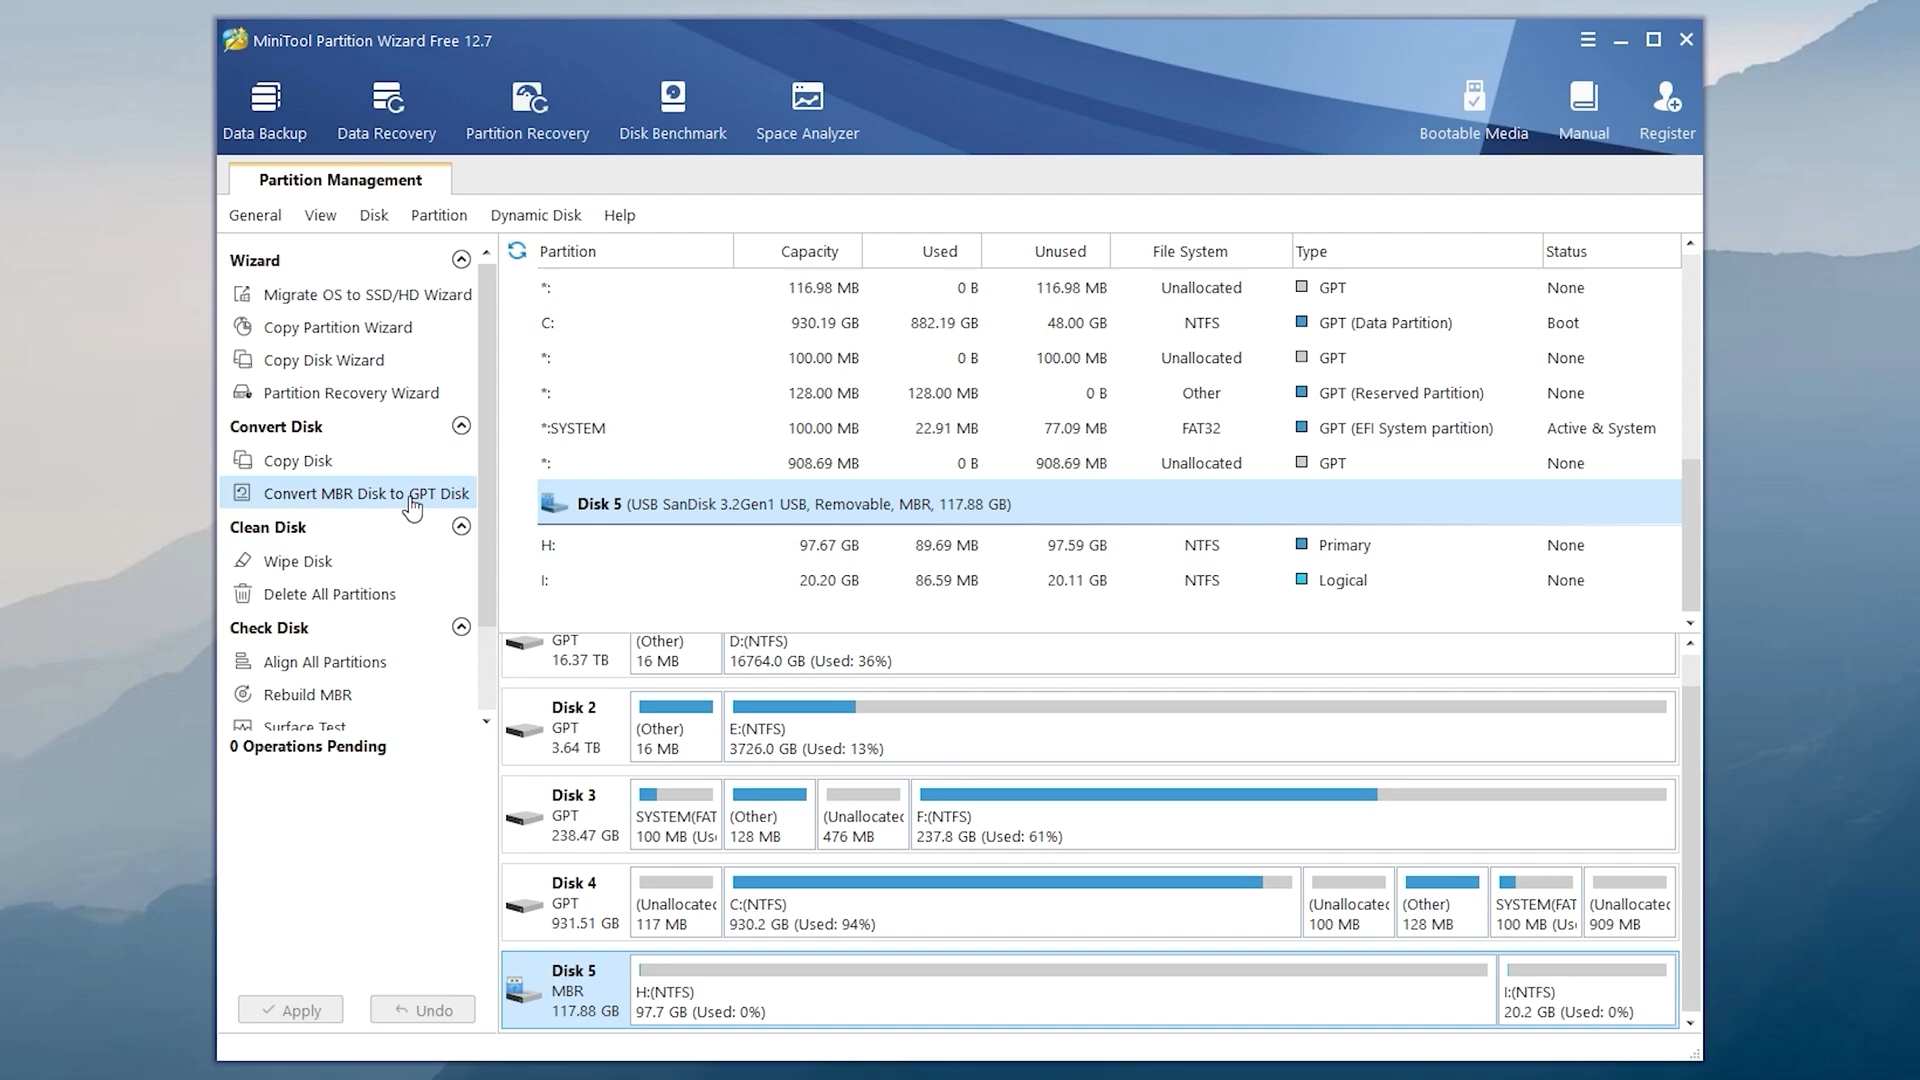 MiniTool Partition Wizard Free 12.7
Data Backup Data Recovery Partition Recovery Disk Benchmark Space Analyzer Bootable Media Manual Register
Partition Management
General View Disk Partition Dynamic Disk Help
Wizard
Migrate OS to SSD/HD Wizard
Copy Partition Wizard
Copy Disk Wizard
Partition Recovery Wizard
Convert Disk
Copy Disk
Convert MBR Disk to GPT Disk
Clean Disk
Wipe Disk
Delete All Partitions
Check Disk
Align All Partitions
Rebuild MBR
Surface Test
0 Operations Pending
Apply Undo
Partition Capacity Used Unused File System Type Status
*: 116.98 MB 0 B 116.98 MB Unallocated GPT None
C: 930.19 GB 882.19 GB 48.00 GB NTFS GPT (Data Partition) Boot
*: 100.00 MB 0 B 100.00 MB Unallocated GPT None
*: 128.00 MB 128.00 MB 0 B Other GPT (Reserved Partition) None
*:SYSTEM 100.00 MB 22.91 MB 77.09 MB FAT32 GPT (EFI System partition) Active & System
*: 908.69 MB 0 B 908.69 MB Unallocated GPT None
Disk 5 (USB SanDisk 3.2Gen1 USB, Removable, MBR, 117.88 GB)
H: 97.67 GB 89.69 MB 97.59 GB NTFS Primary None
I: 20.20 GB 86.59 MB 20.11 GB NTFS Logical None
GPT (Other) D:(NTFS)
16.37 TB 16 MB 16764.0 GB (Used: 36%)
Disk 2
GPT (Other) E:(NTFS)
3.64 TB 16 MB 3726.0 GB (Used: 13%)
Disk 3
GPT SYSTEM(FAT (Other) (Unallocated F:(NTFS)
238.47 GB 100 MB (Us 128 MB 476 MB 237.8 GB (Used: 61%)
Disk 4
GPT (Unallocated C:(NTFS) (Unallocated (Other) SYSTEM(FAT (Unallocated
931.51 GB 117 MB 930.2 GB (Used: 94%) 100 MB 128 MB 100 MB (Us 909 MB
Disk 5
MBR H:(NTFS) I:(NTFS)
117.88 GB 97.7 GB (Used: 0%) 20.2 GB (Used: 0%)